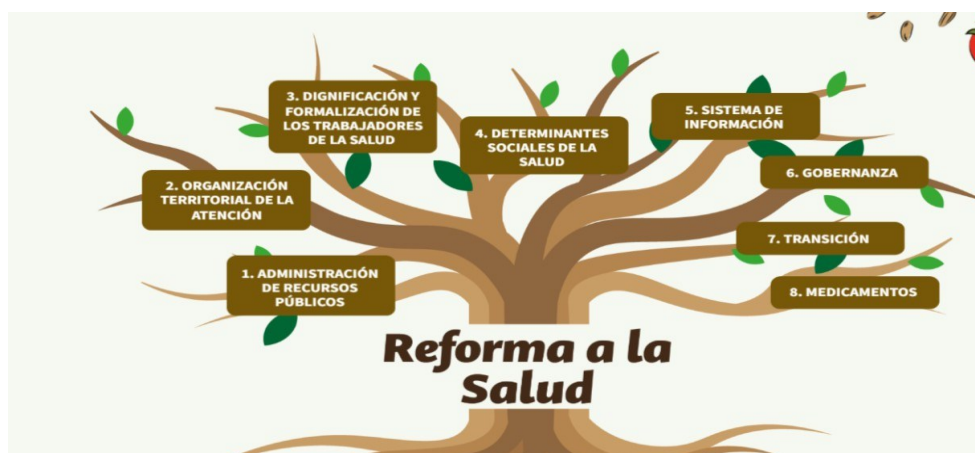 3. DIGNIFICACIÓN Y
FORMALIZACIÓN DE
LOS TRABAJADORES
DE LA SALUD
4. DETERMINANTES
SOCIALES DE LA
SALUD
5. SISTEMA DE
INFORMACIÓN
2. ORGANIZACIÓN
TERRITORIAL DE LA
ATENCIÓN
6. GOBERNANZA
1. ADMINISTRACIÓN
DE RECURSOS
PÚBLICOS
7. TRANSICIÓN
8. MEDICAMENTOS
Reforma a la
Salud